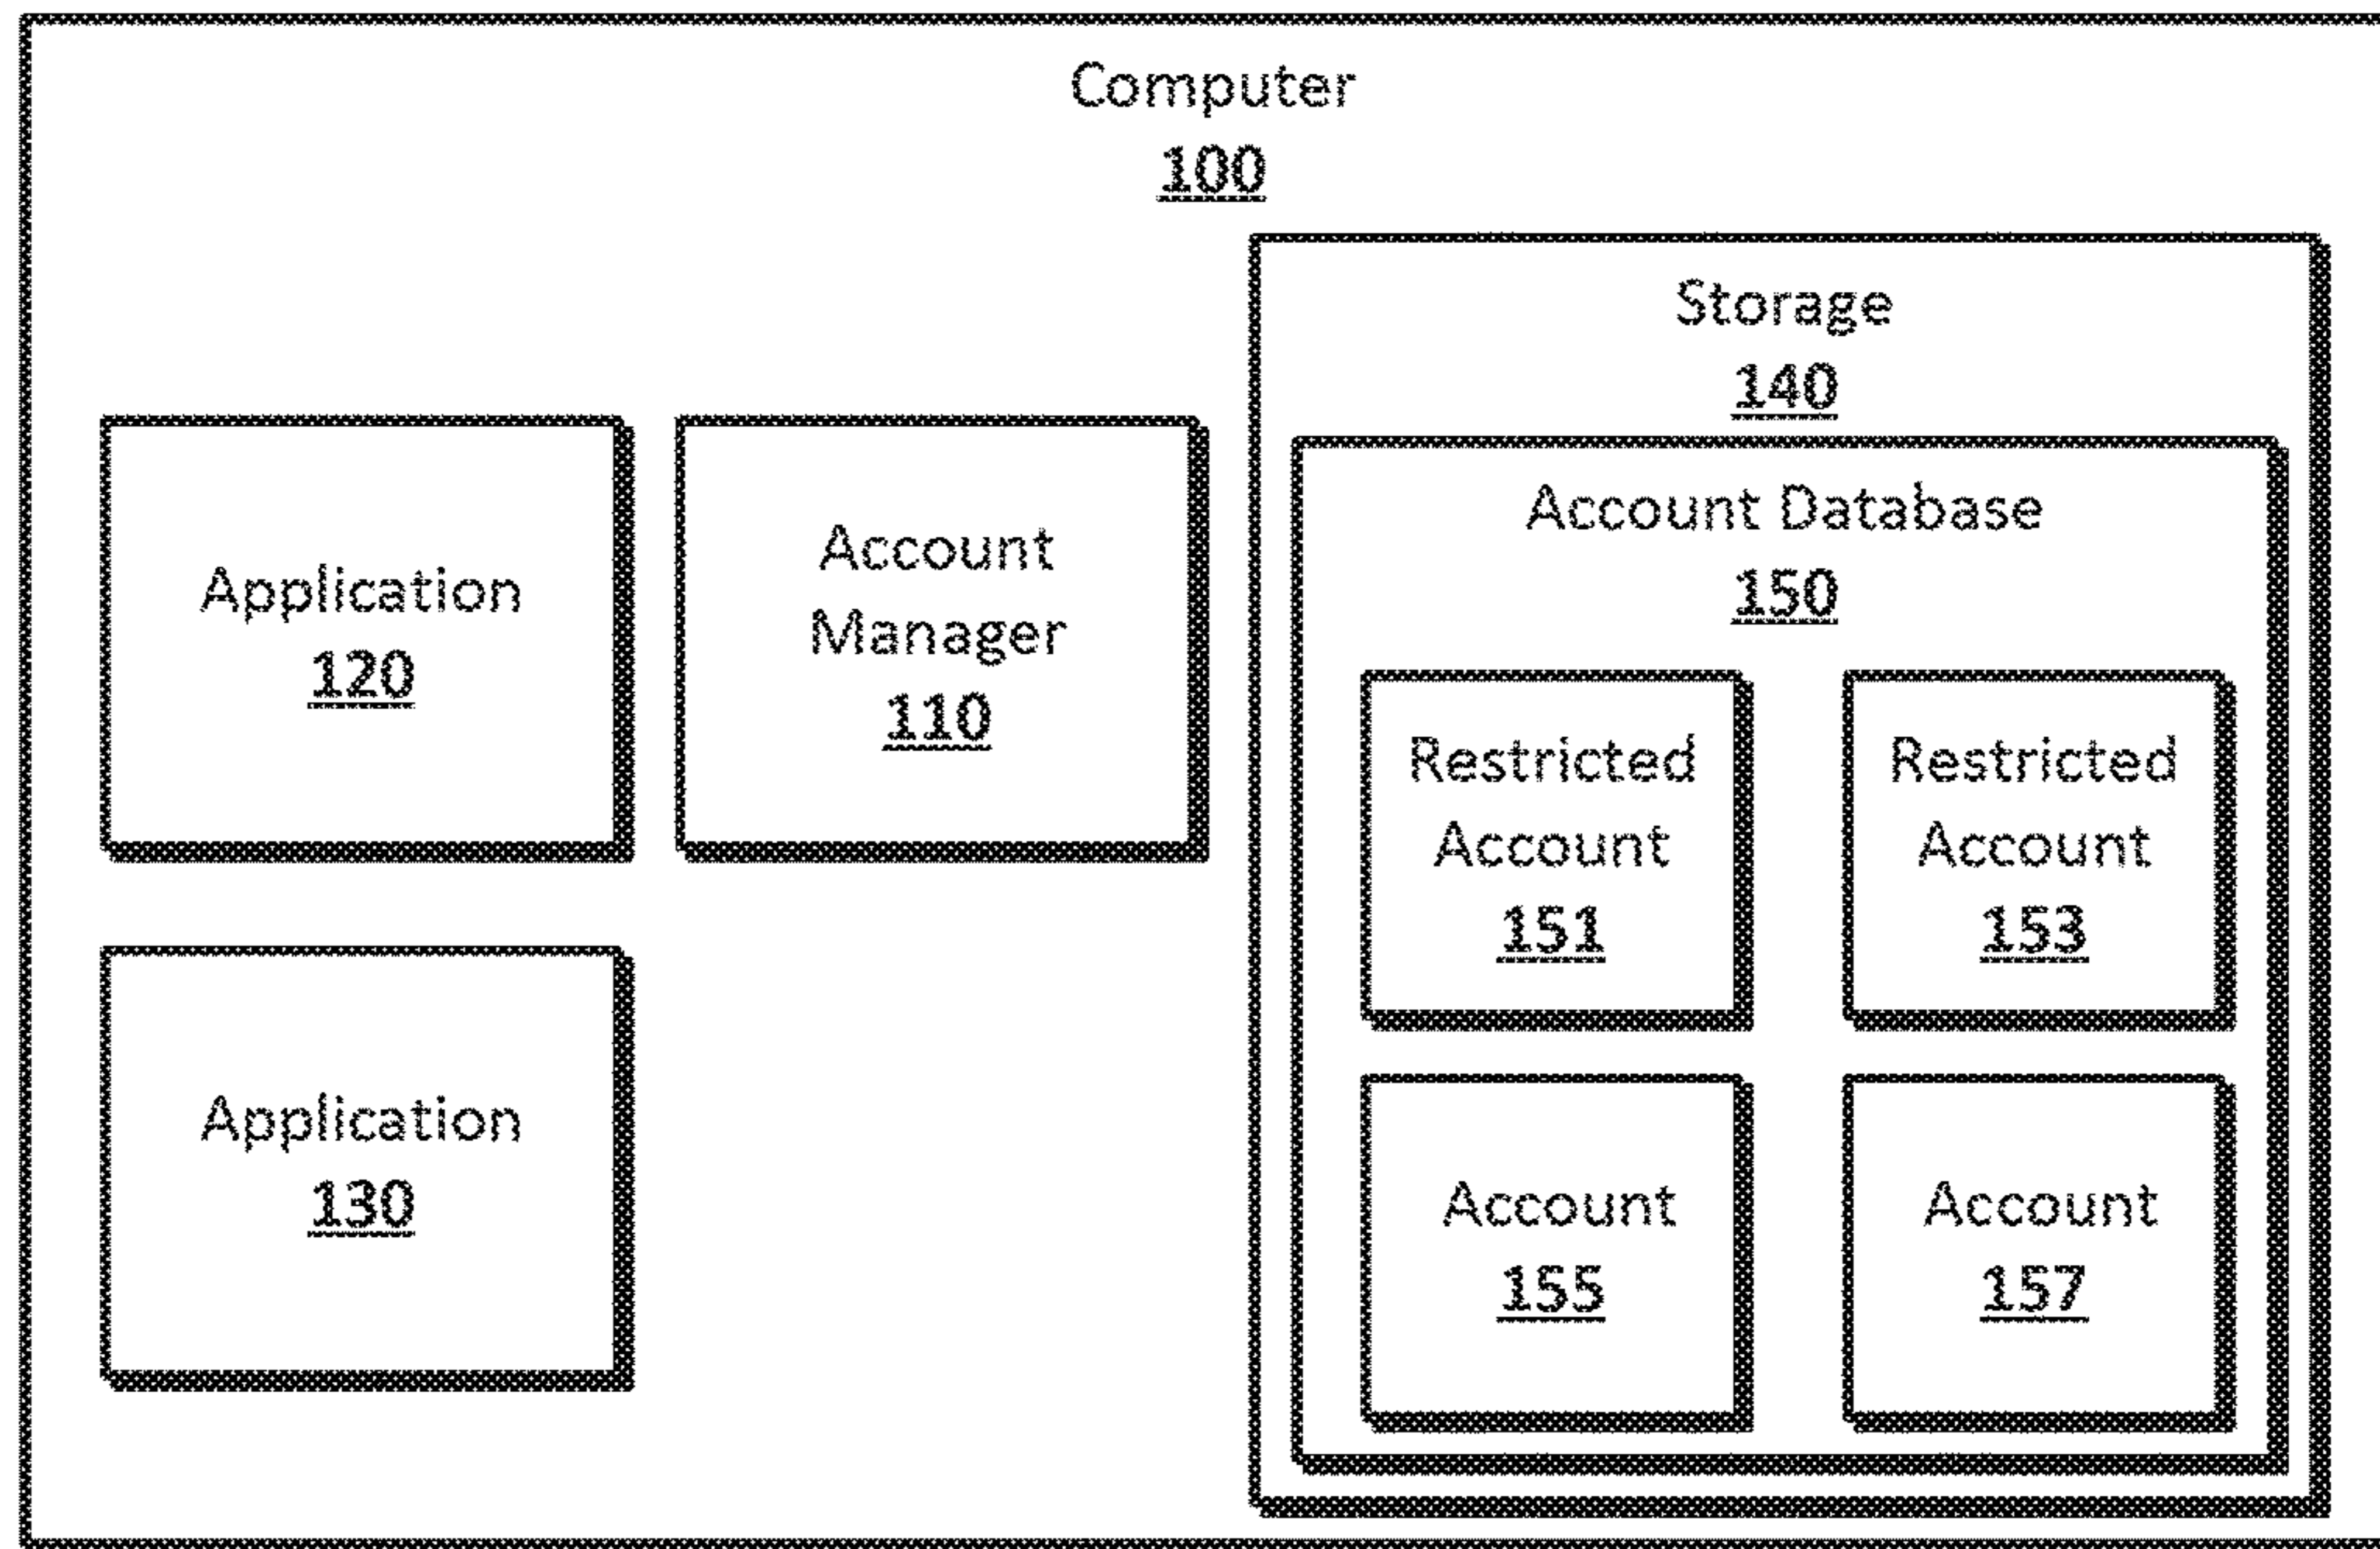 Computer
100
Storage
140
Account Database
150
Application
120
Account
Manager
110
Restricted
Account
151
Restricted
Account
153
Application
130
Account
155
Account
157